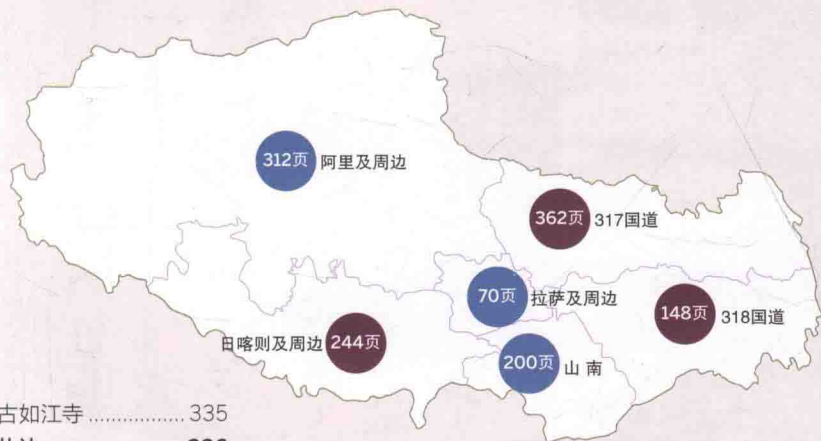 312页 阿里及周边
362页 317国道
70页 拉萨及周边
148页 318国道
日喀则及周边 244页
200页 山南
古如江寺 ................ 335